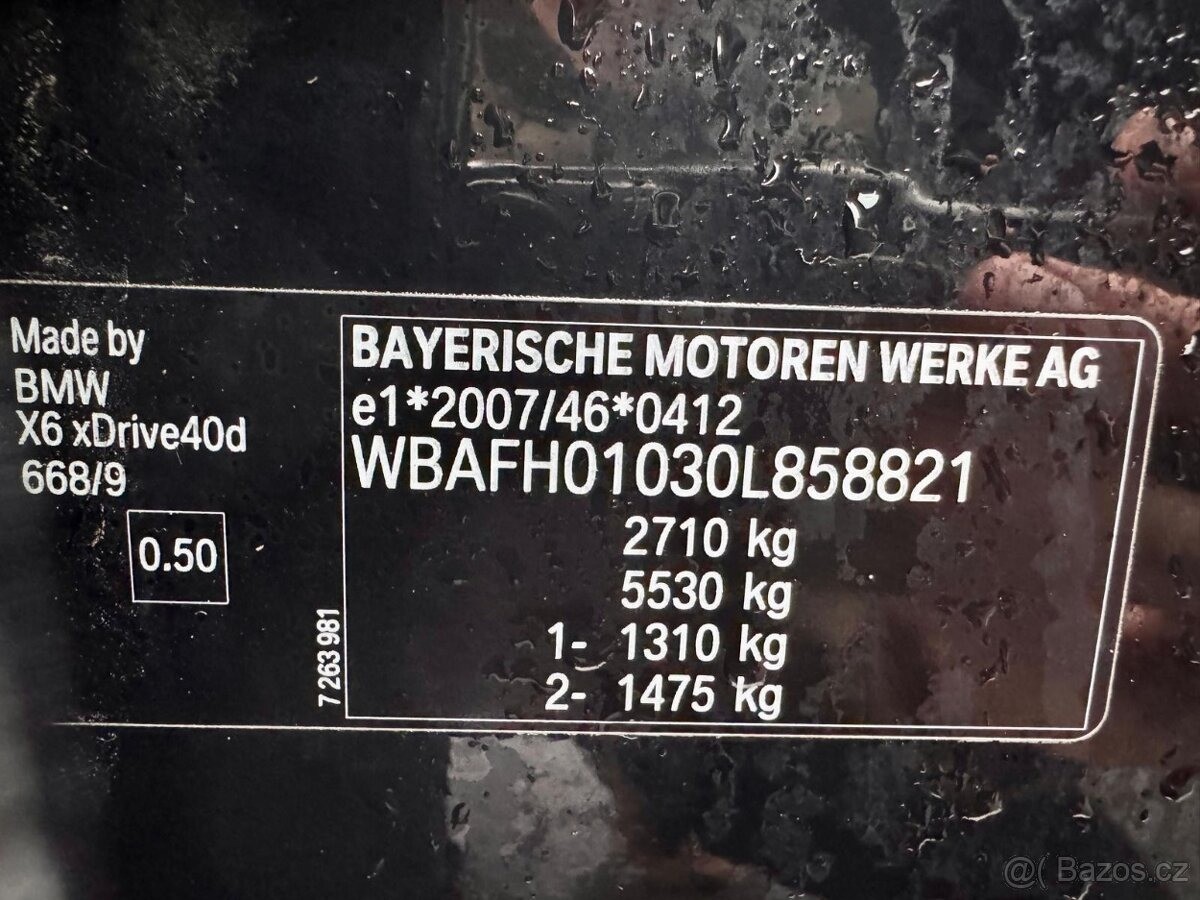 Made by
BMW
X6 xDrive40d
668/9
0.50
7 263 981
BAYERISCHE MOTOREN WERKE AG
e1*2007/46*0412
WBAFH01030L858821
2710 kg
5530 kg
1- 1310 kg
2- 1475 kg
@( Bazos.cz